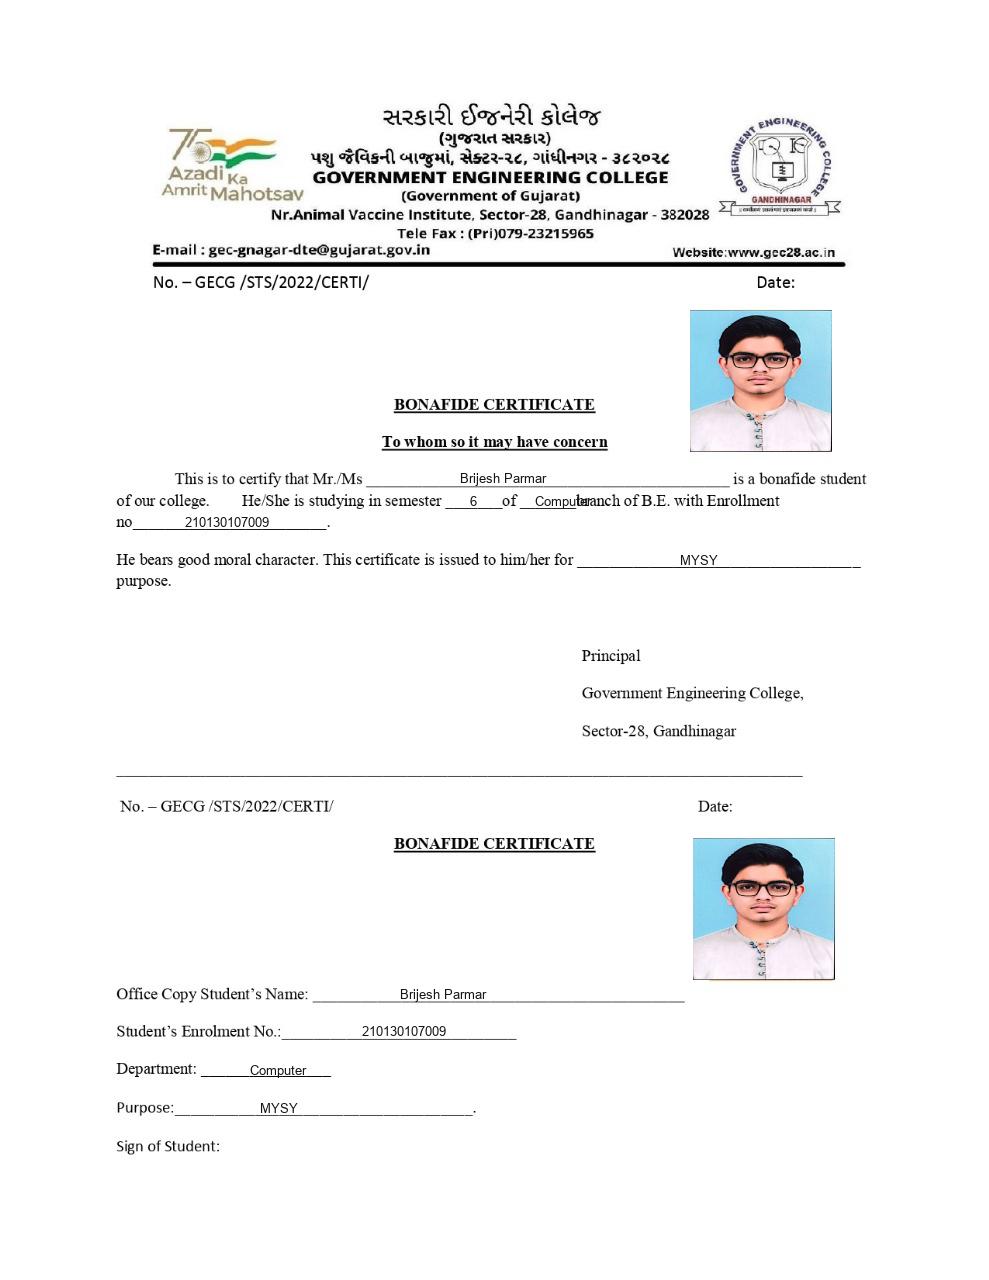 સરકારી ઈજનેરી કોલેજ
(ગુજરાત સરકાર)
પશુ જૈવિકની બાજુમાં, સેક્ટર-૨૮, ગાંધીનગર - ૩૮૨૦૨૮
GOVERNMENT ENGINEERING COLLEGE
(Government of Gujarat)
Nr.Animal Vaccine Institute, Sector-28, Gandhinagar - 382028
Tele Fax : (Pri)079-23215965
75
Azadi Ka
Amrit Mahotsav
GOVERNMENT ENGINEERING COLLEGE
GANDHINAGAR
E-mail : gec-gnagar-dte@gujarat.gov.in Website:www.gec28.ac.in
No. – GECG /STS/2022/CERTI/ Date:
BONAFIDE CERTIFICATE
To whom so it may have concern
This is to certify that Mr./Ms Brijesh Parmar is a bonafide student
of our college. He/She is studying in semester 6 of Computer branch of B.E. with Enrollment
no 210130107009.
He bears good moral character. This certificate is issued to him/her for MYSY
purpose.
Principal
Government Engineering College,
Sector-28, Gandhinagar
No. – GECG /STS/2022/CERTI/ Date:
BONAFIDE CERTIFICATE
Office Copy Student’s Name: Brijesh Parmar
Student’s Enrolment No.: 210130107009
Department: Computer
Purpose: MYSY.
Sign of Student: